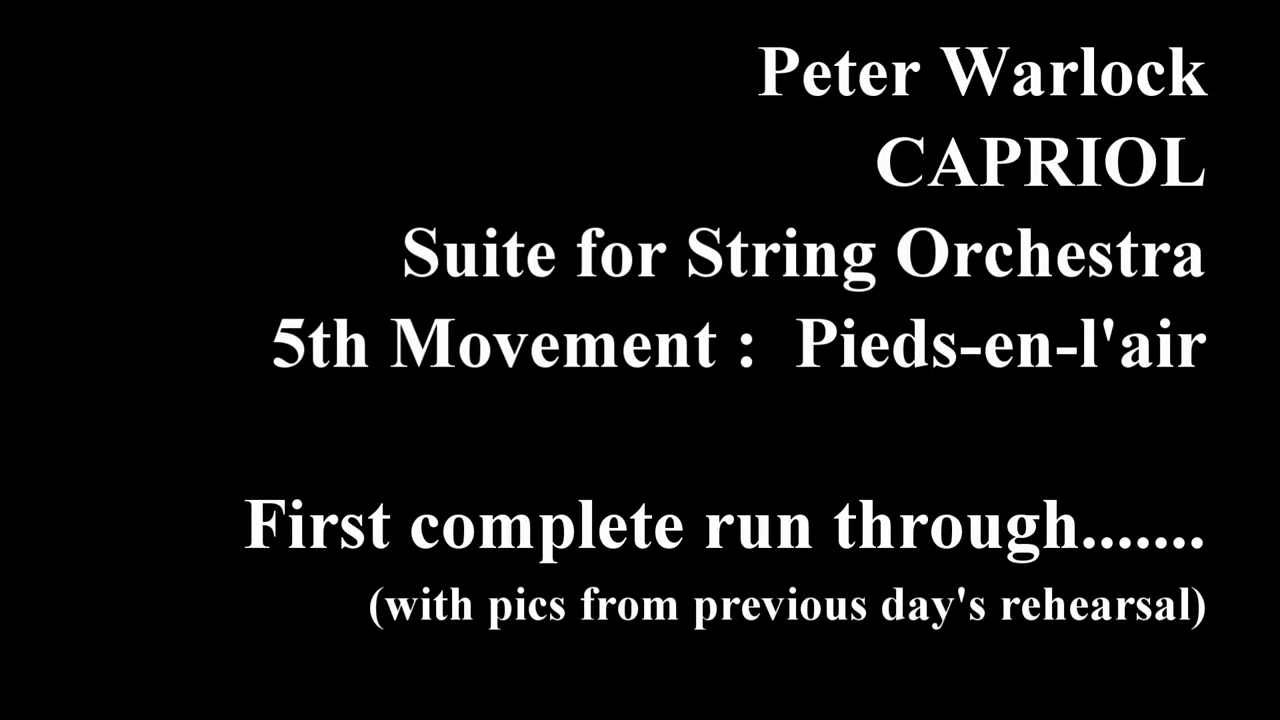 Peter Warlock
CAPRIOL
Suite for String Orchestra
5th Movement :  Pieds-en-l'air
First complete run through.......
(with pics from previous day's rehearsal)